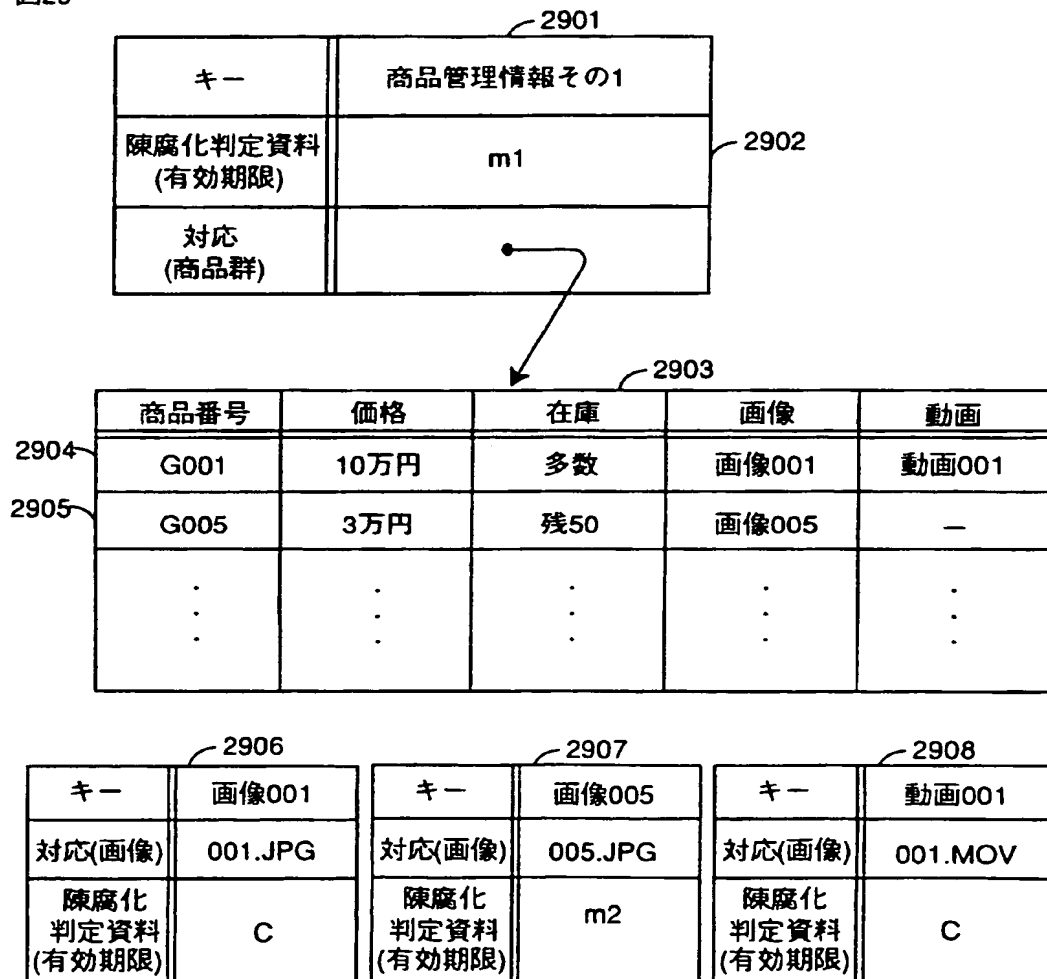 2901
キー 商品管理情報その1
陳腐化判定資料
(有効期限) m1 2902
対応
(商品群)
2903
商品番号 価格 在庫 画像 動画
2904 G001 10万円 多数 画像001 動画001
2905 G005 3万円 残50 画像005 —
2906 2907 2908
キー 画像001 キー 画像005 キー 動画001
対応(画像) 001.JPG 対応(画像) 005.JPG 対応(画像) 001.MOV
陳腐化
判定資料
(有効期限) C 陳腐化
判定資料
(有効期限) m2 陳腐化
判定資料
(有効期限) C